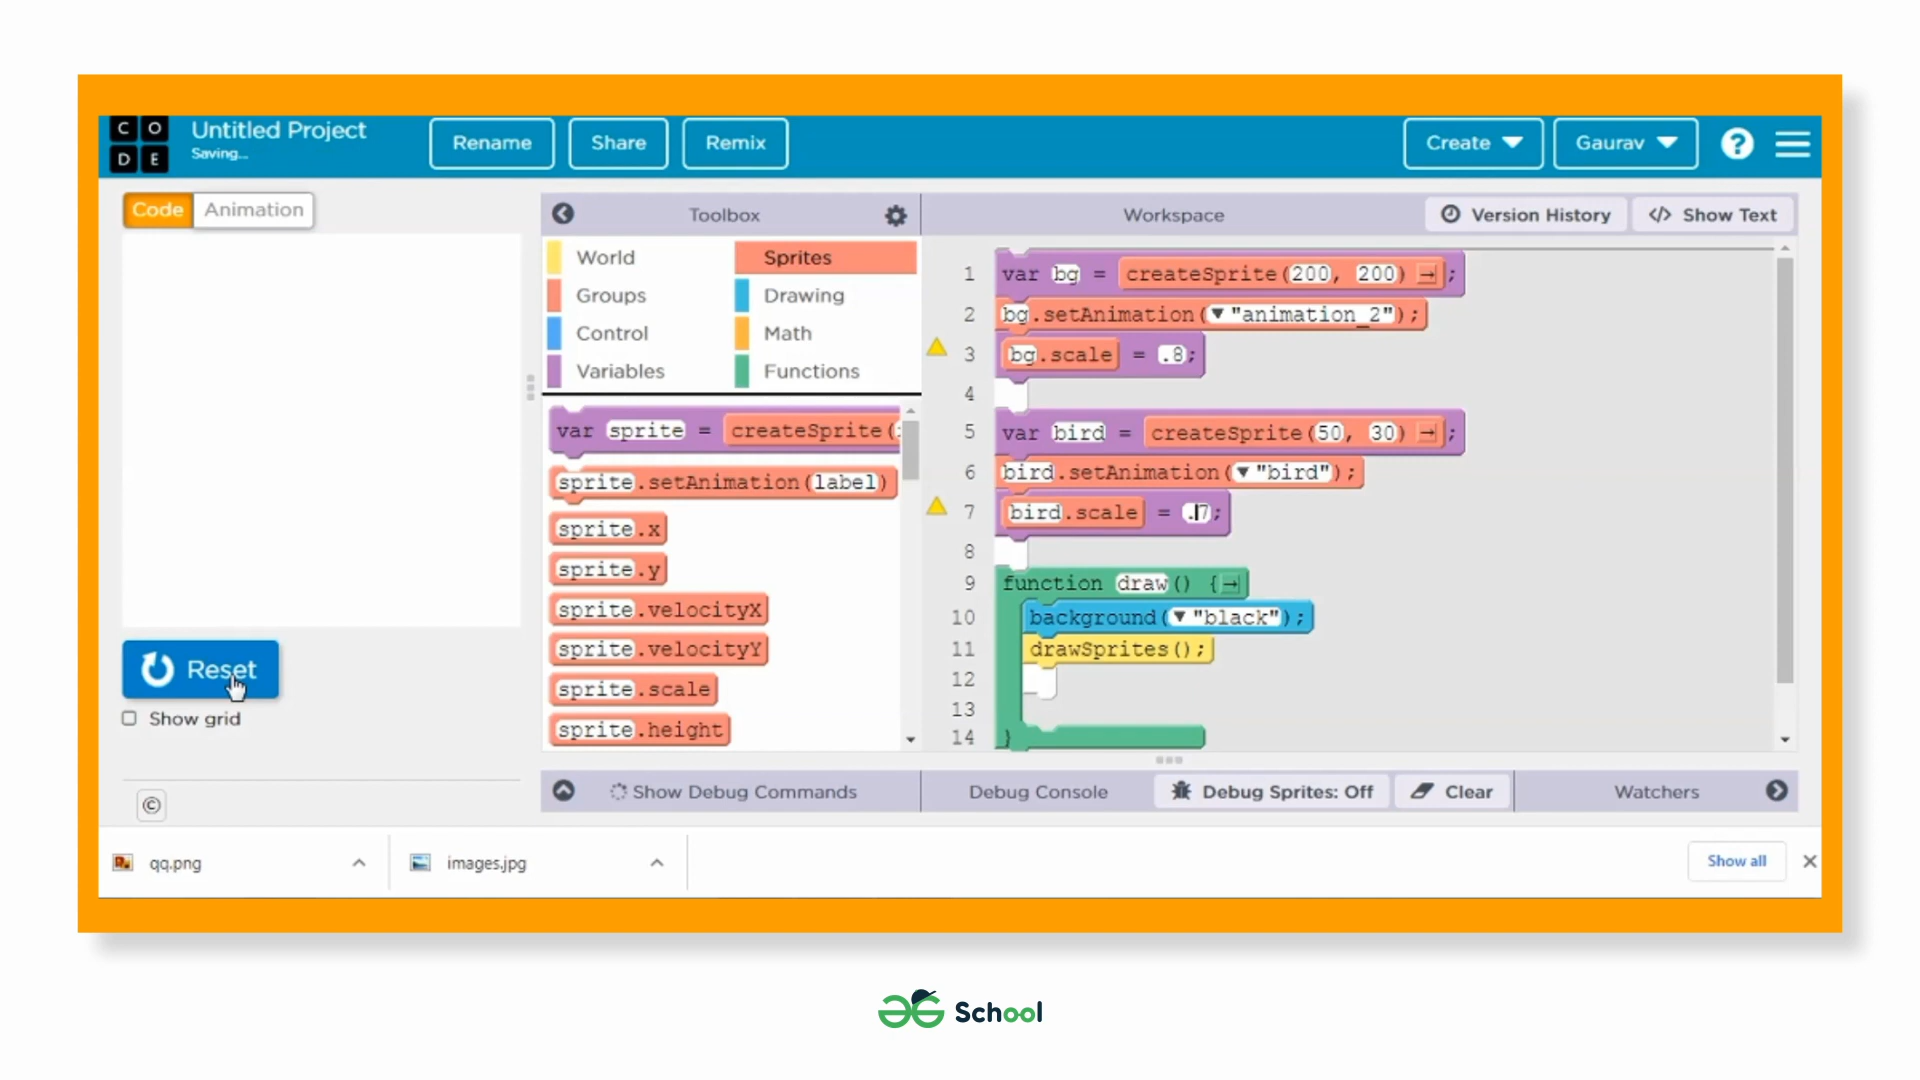 CODE
Untitled Project
Saving...
Rename
Share
Remix
Create
Gaurav
?
Code
Animation
Toolbox
Workspace
Version History
</> Show Text
World
Sprites
Groups
Drawing
Control
Math
Variables
Functions
var sprite = createSprite(
sprite.setAnimation(label)
sprite.x
sprite.y
sprite.velocityX
sprite.velocityY
sprite.scale
sprite.height
1 var bg = createSprite(200, 200) ;
2 bg.setAnimation( "animation_2");
3 bg.scale = .8;
4
5 var bird = createSprite(50, 30) ;
6 bird.setAnimation( "bird");
7 bird.scale = .7;
8
9 function draw() {
10 background( "black");
11 drawSprites();
12
13
14 }
Reset
Show grid
©
Show Debug Commands
Debug Console
Debug Sprites: Off
Clear
Watchers
qq.png
images.jpg
Show all
School